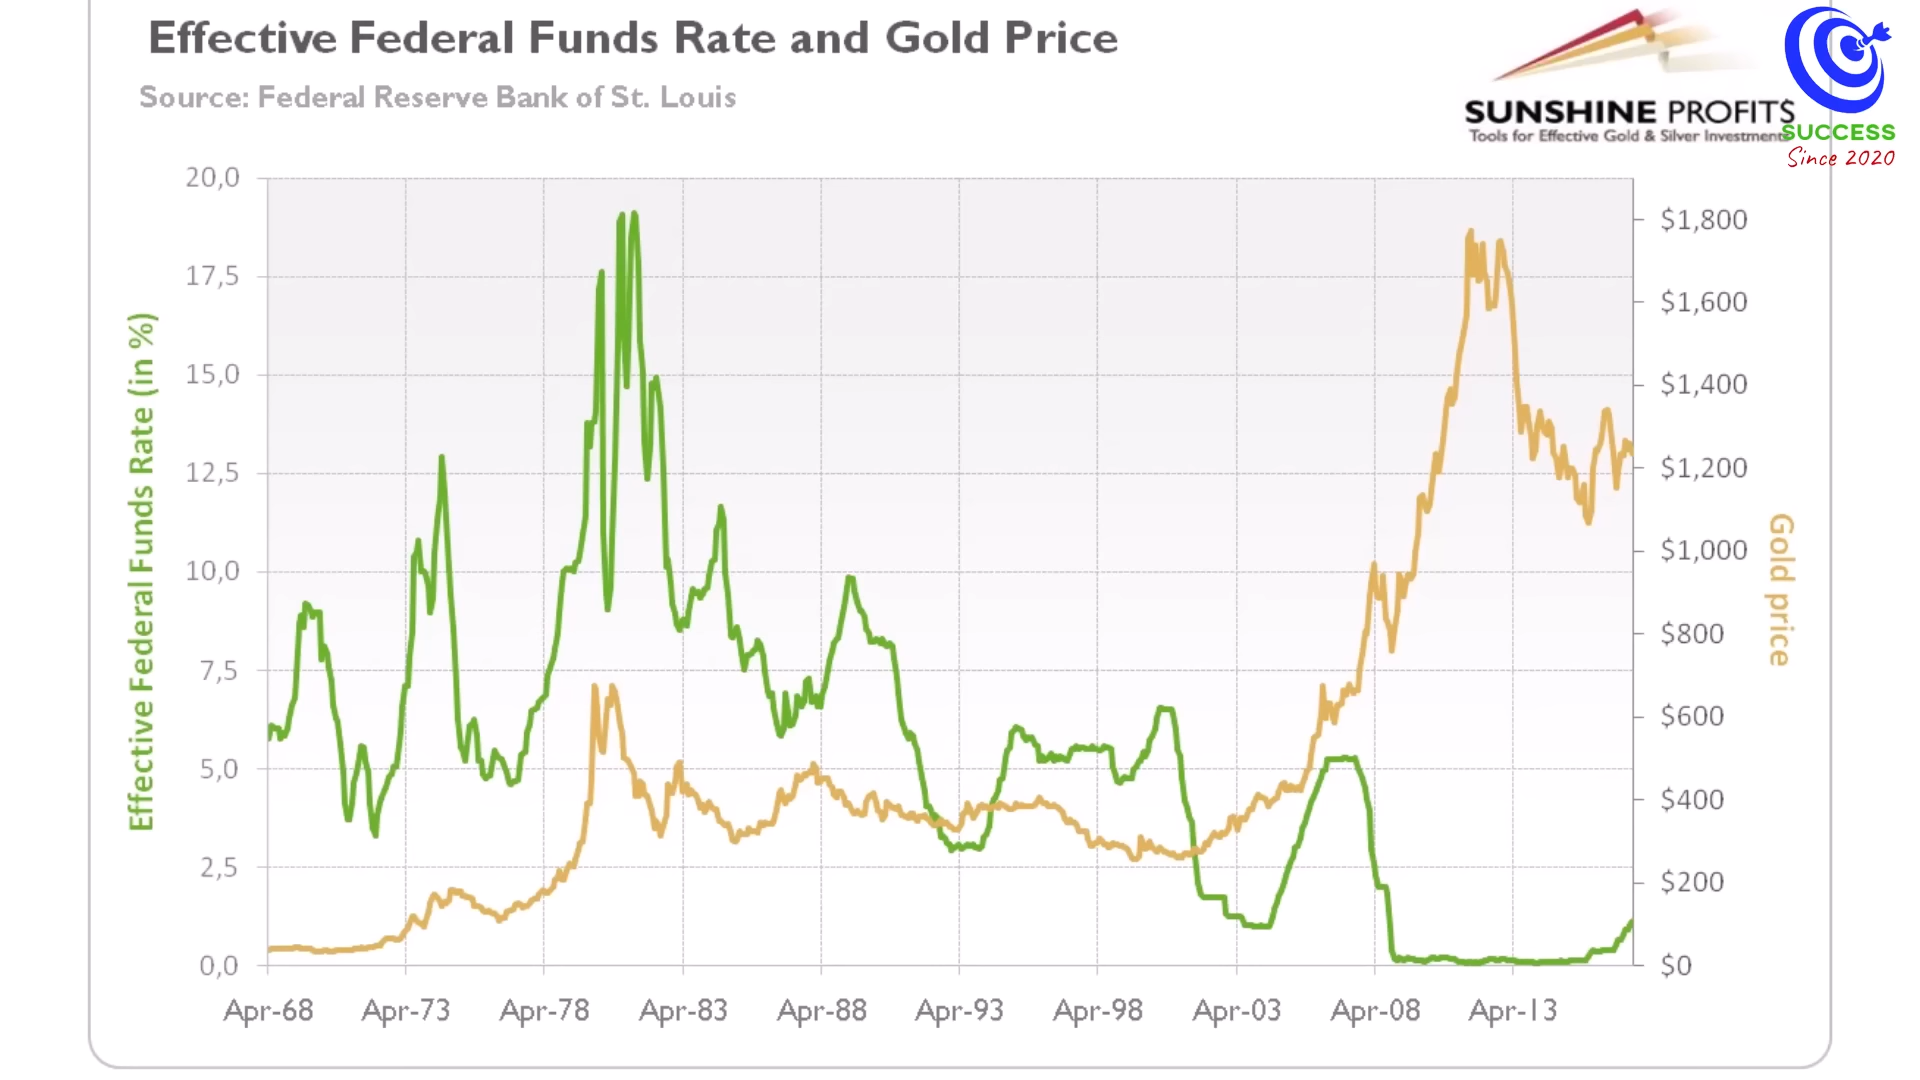 Effective Federal Funds Rate and Gold Price
Source: Federal Reserve Bank of St. Louis
SUNSHINE PROFIT$
Tools for Effective Gold & Silver Investments
SUCCESS
Since 2020
Effective Federal Funds Rate (in %)
20,0
17,5
15,0
12,5
10,0
7,5
5,0
2,5
0,0
$1,800
$1,600
$1,400
$1,200
$1,000
$800
$600
$400
$200
$0
Gold price
Apr-68 Apr-73 Apr-78 Apr-83 Apr-88 Apr-93 Apr-98 Apr-03 Apr-08 Apr-13